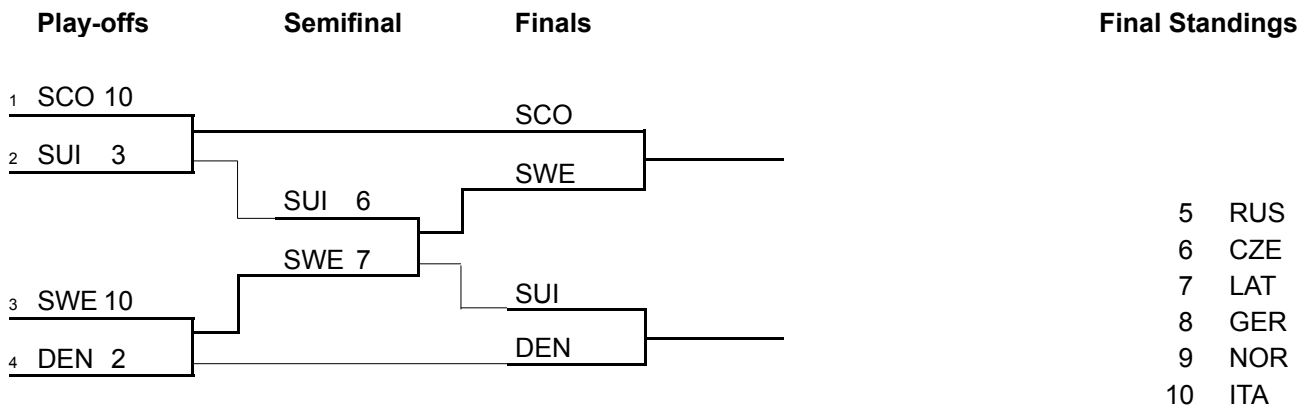 Play-offs Semifinal Finals Final Standings
1 SCO 10
SCO
2 SUI 3
SWE
SUI 6
5 RUS
6 CZE
SWE 7
7 LAT
3 SWE 10
SUI
8 GER
DEN
4 DEN 2
9 NOR
10 ITA